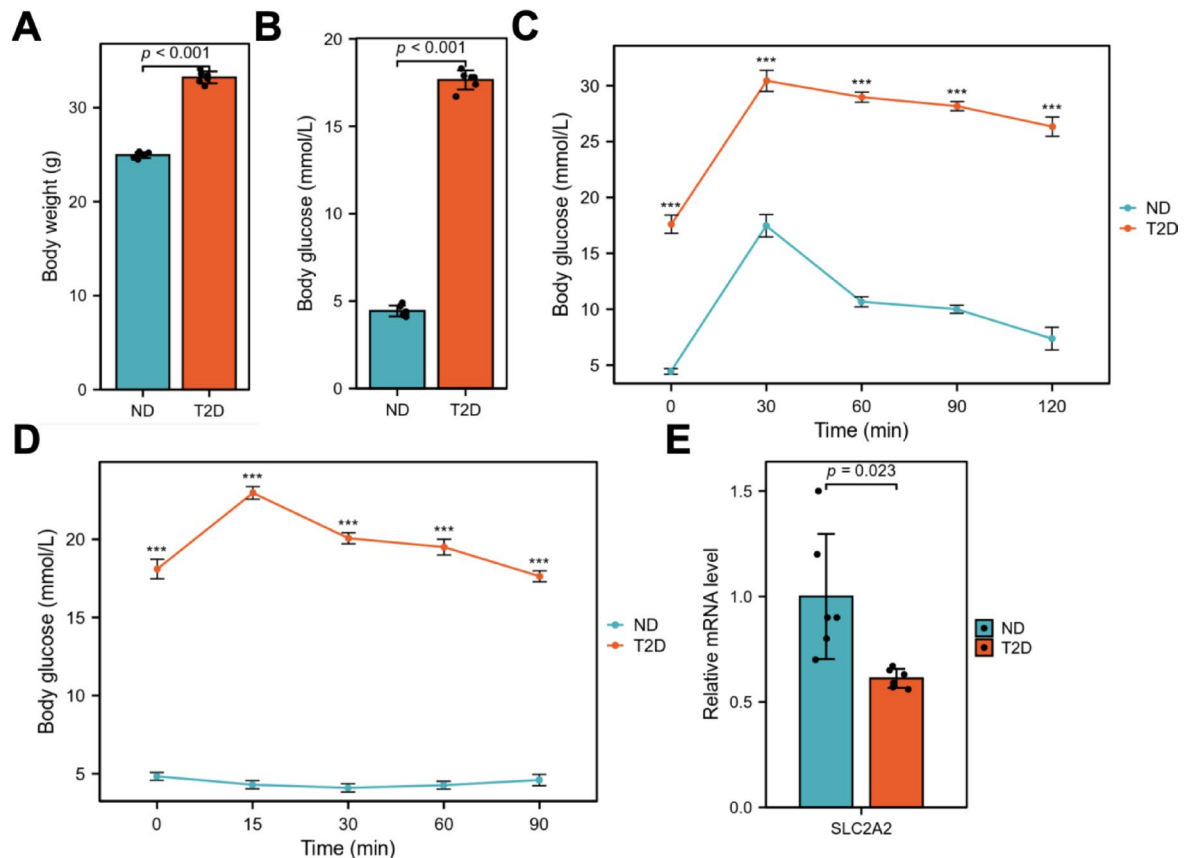 A
p < 0.001
Body weight (g)
30
20
10
0
ND
T2D
B
p < 0.001
Body glucose (mmol/L)
20
15
10
5
0
ND
T2D
C
Body glucose (mmol/L)
30
25
20
15
10
5
***
***
***
***
***
0
30
60
90
120
Time (min)
ND
T2D
D
Body glucose (mmol/L)
20
15
10
5
***
***
***
***
***
0
15
30
60
90
Time (min)
ND
T2D
E
p = 0.023
Relative mRNA level
1.5
1.0
0.5
0.0
SLC2A2
ND
T2D